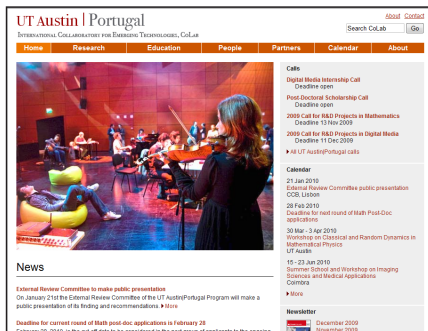 About Contact
UT Austin | Portugal
INTERNATIONAL COLLABORATORY FOR EMERGING TECHNOLOGIES, COLAB
Search CoLab Go
Home Research Education People Partners Calendar About
Calls
Digital Media Internship Call
Deadline open
Post-Doctoral Scholarship Call
Deadline open
2009 Call for R&D Projects in Mathematics
Deadline 13 Nov 2009
2009 Call for R&D Projects in Digital Media
Deadline 11 Dec 2009
All UT Austin|Portugal calls
Calendar
21 Jan 2010
External Review Committee public presentation
CCB, Lisbon
28 Feb 2010
Deadline for next round of Math Post-Doc
applications
30 Mar - 3 Apr 2010
Workshop on Classical and Random Dynamics in
Mathematical Physics
UT Austin
15 - 23 Jun 2010
Summer School and Workshop on Imaging
Sciences and Medical Applications
Coimbra
More
Newsletter
December 2009
November 2009
News
External Review Committee to make public presentation
On January 21st the External Review Committee of the UT Austin|Portugal Program will make a
public presentation of its finding and recommendations. More
Deadline for current round of Math post-doc applications is February 28